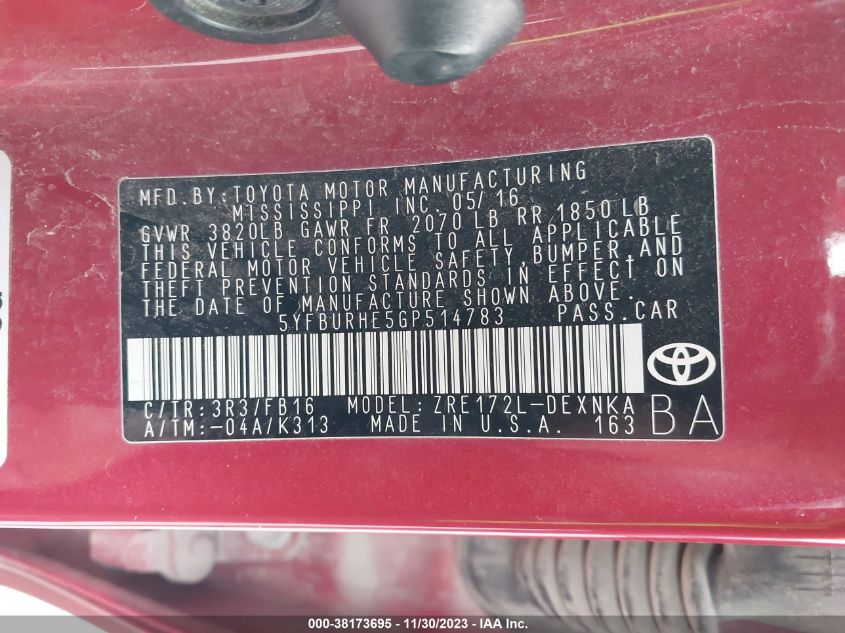 MFD. BY: TOYOTA MOTOR MANUFACTURING
MISSISSIPPI INC. 05/16
GVWR 3820LB GAWR FR 2070 LB RR 1850 LB
THIS VEHICLE CONFORMS TO ALL APPLICABLE
FEDERAL MOTOR VEHICLE SAFETY, BUMPER, AND
THEFT PREVENTION STANDARDS IN EFFECT ON
THE DATE OF MANUFACTURE SHOWN ABOVE.
5YFBURHE5GP514783 PASS. CAR
C/TR: 3R3/FB16 MODEL: ZRE172L-DEXNKA
A/TM: -04A/K313 MADE IN U.S.A. 163
BA
000-38173695 - 11/30/2023 - IAA Inc.